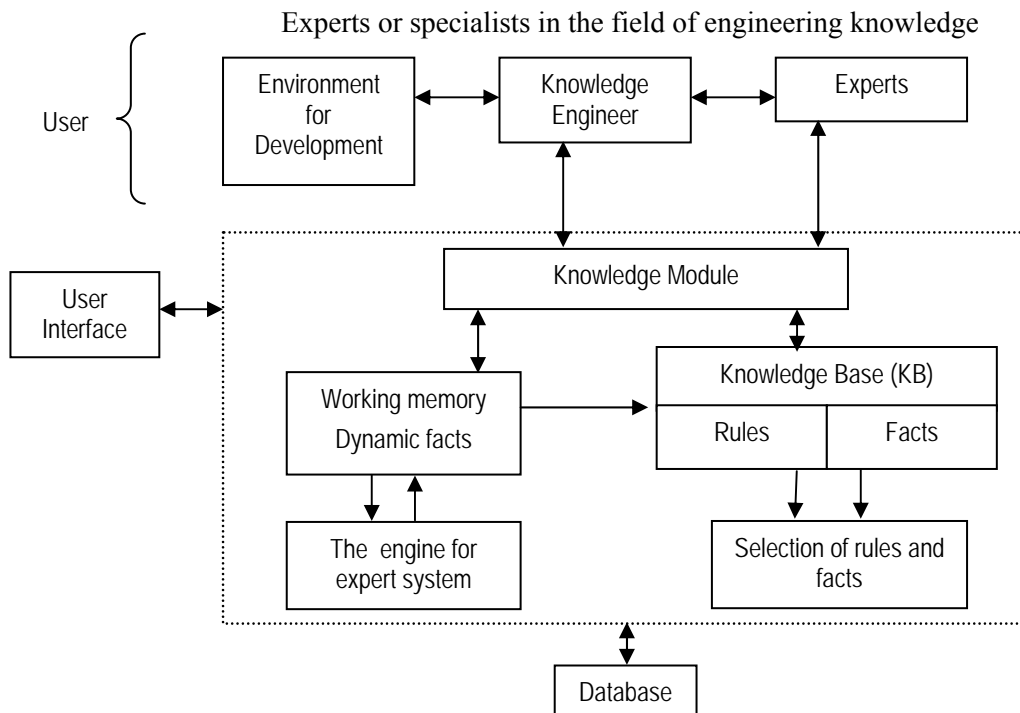 Experts or specialists in the field of engineering knowledge
User
Environment
for
Development
Knowledge
Engineer
Experts
User
Interface
Knowledge Module
Working memory
Dynamic facts
Knowledge Base (KB)
Rules
Facts
The engine for
expert system
Selection of rules and
facts
Database